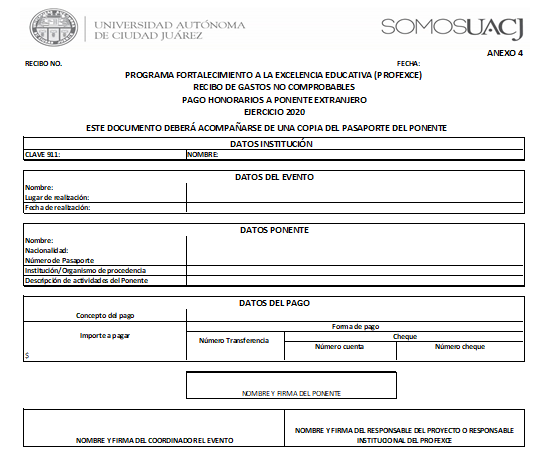 UNIVERSIDAD AUTÓNOMA
DE CIUDAD JUÁREZ
SOMOSUACJ
ANEXO 4
RECIBO NO. FECHA:
PROGRAMA FORTALECIMIENTO A LA EXCELENCIA EDUCATIVA (PROFEXCE)
RECIBO DE GASTOS NO COMPROBABLES
PAGO HONORARIOS A PONENTE EXTRANJERO
EJERCICIO 2020
ESTE DOCUMENTO DEBERÁ ACOMPAÑARSE DE UNA COPIA DEL PASAPORTE DEL PONENTE
DATOS INSTITUCIÓN
CLAVE 911: NOMBRE:
DATOS DEL EVENTO
Nombre:
Lugar de realización:
Fecha de realización:
DATOS PONENTE
Nombre:
Nacionalidad:
Número de Pasaporte
Institución/Organismo de procedencia
Descripción de actividades del Ponente
DATOS DEL PAGO
Concepto del pago
Forma de pago
Importe a pagar
Número Transferencia
Cheque
Número cuenta Número cheque
$
NOMBRE Y FIRMA DEL PONENTE
NOMBRE Y FIRMA DEL COORDINADOR EL EVENTO
NOMBRE Y FIRMA DEL RESPONSABLE DEL PROYECTO O RESPONSABLE
INSTITUCIONAL DEL PROFEXCE